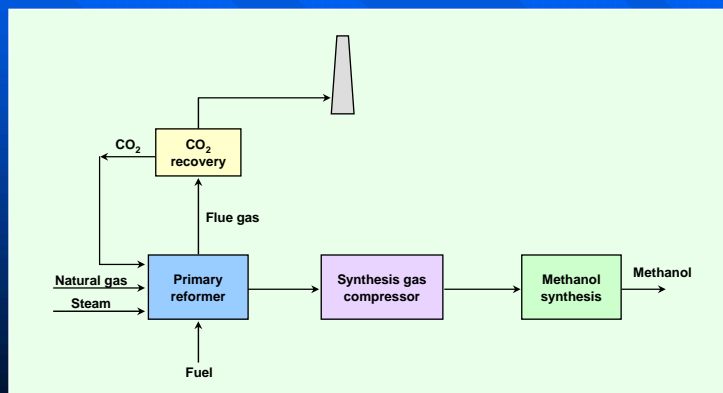 CO₂
CO₂
recovery
Flue gas
Natural gas
Steam
Primary
reformer
Synthesis gas
compressor
Methanol
synthesis
Methanol
Fuel